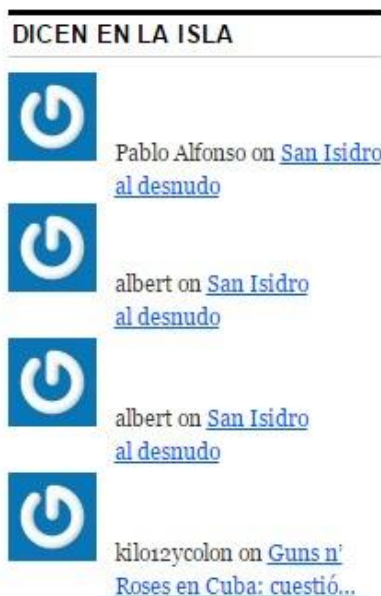 DICEN EN LA ISLA
Pablo Alfonso on San Isidro
al desnudo
albert on San Isidro
al desnudo
albert on San Isidro
al desnudo
kilo12ycolon on Guns n'
Roses en Cuba: cuestió...